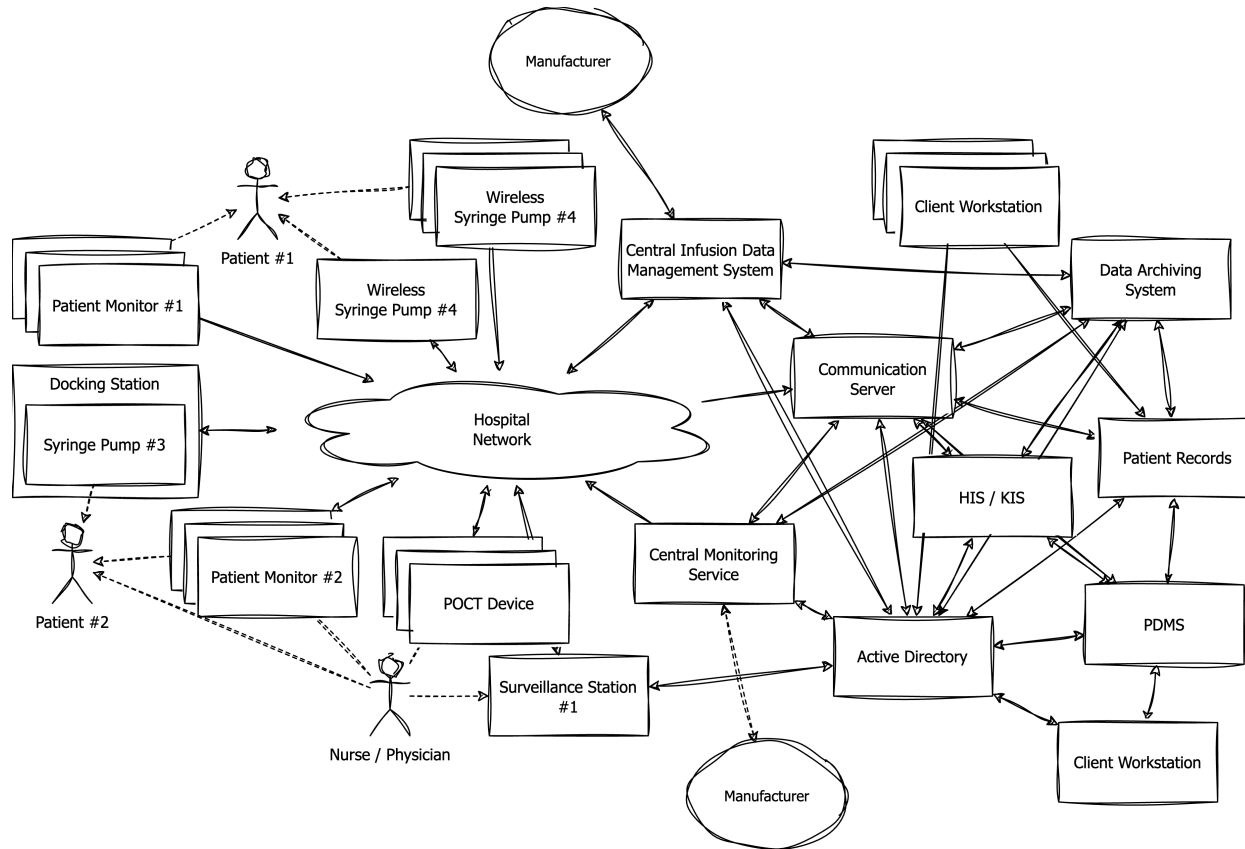 Manufacturer
Wireless
Syringe Pump #4
Client Workstation
Patient #1
Central Infusion Data
Management System
Data Archiving
System
Wireless
Syringe Pump #4
Patient Monitor #1
Docking Station
Syringe Pump #3
Hospital
Network
Communication
Server
Patient Records
HIS / KIS
Patient Monitor #2
Central Monitoring
Service
POCT Device
Patient #2
PDMS
Active Directory
Surveillance Station
#1
Nurse / Physician
Client Workstation
Manufacturer